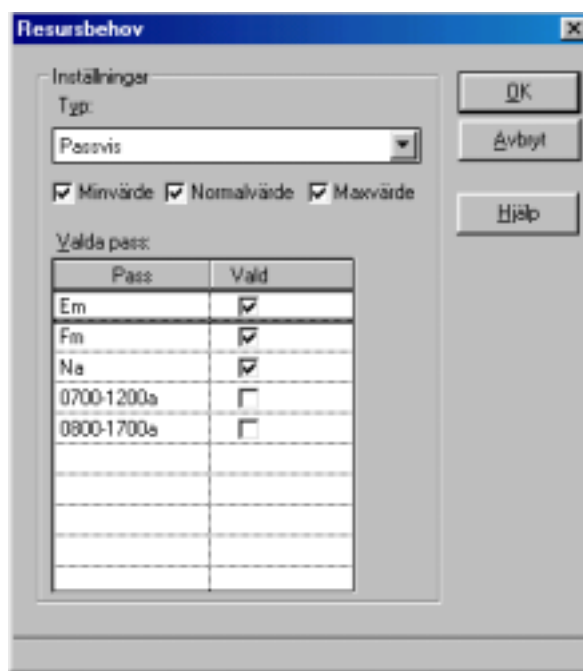 Resursbehov
Inställningar
Typ:
Passvis
Minvärde Normalvärde Maxvärde
Valda pass:
Pass Vald
Em
Fm
Na
0700-1200a
0800-1700a
OK
Avbryt
Hjälp